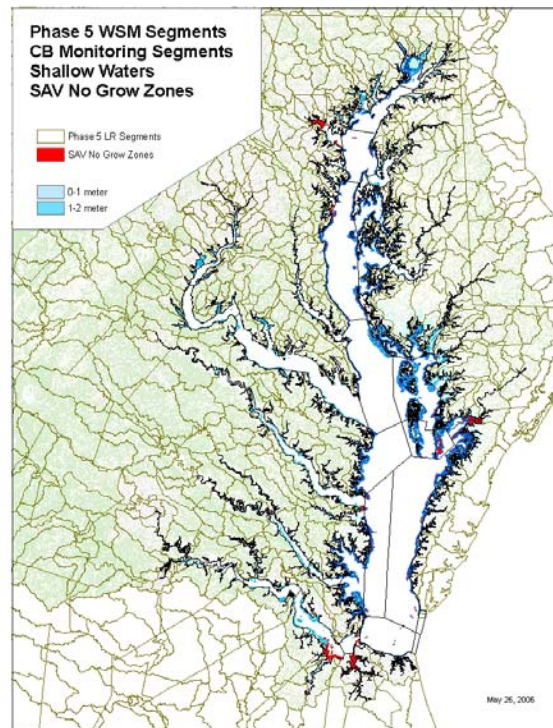 Phase 5 WSM Segments
CB Monitoring Segments
Shallow Waters
SAV No Grow Zones
Phase 5 LR Segments
SAV No Grow Zones
0-1 meter
1-2 meter
May 26, 2006